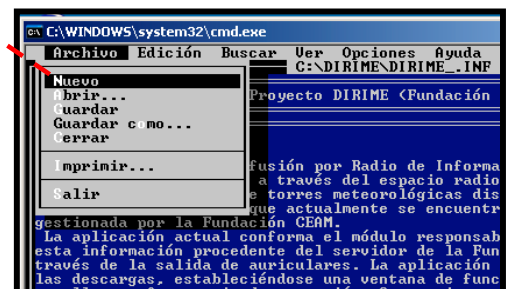 C:\WINDOWS\system32\cmd.exe
Archivo Edición Buscar Ver Opciones Ayuda
C:\DIRIME\DIRIME_.INF
Nuevo
Abrir... Proyecto DIRIME (Fundación
Guardar
Guardar como...
Cerrar
Imprimir... fusión por Radio de Informa
a través del espacio radio
Salir e torres meteorológicas dis
que actualmente se encuentr
gestionada por la Fundación CEAM.
La aplicación actual conforma el módulo responsab
esta información procedente del servidor de la Fun
través de la salida de auriculares. La aplicación
las descargas, estableciéndose una ventana de func